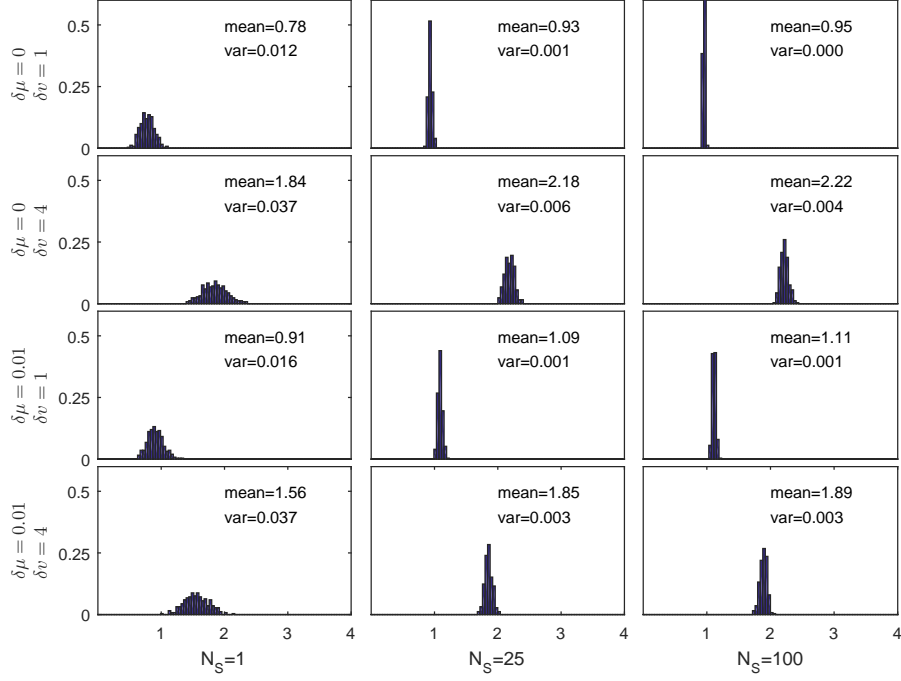 0.5
0.25
0
δμ = 0
δv = 1
mean=0.78
var=0.012
mean=0.93
var=0.001
mean=0.95
var=0.000
0.5
0.25
0
δμ = 0
δv = 4
mean=1.84
var=0.037
mean=2.18
var=0.006
mean=2.22
var=0.004
0.5
0.25
0
δμ = 0.01
δv = 1
mean=0.91
var=0.016
mean=1.09
var=0.001
mean=1.11
var=0.001
0.5
0.25
0
δμ = 0.01
δv = 4
mean=1.56
var=0.037
mean=1.85
var=0.003
mean=1.89
var=0.003
1 2 3 4
1 2 3 4
1 2 3 4
N_S=1
N_S=25
N_S=100